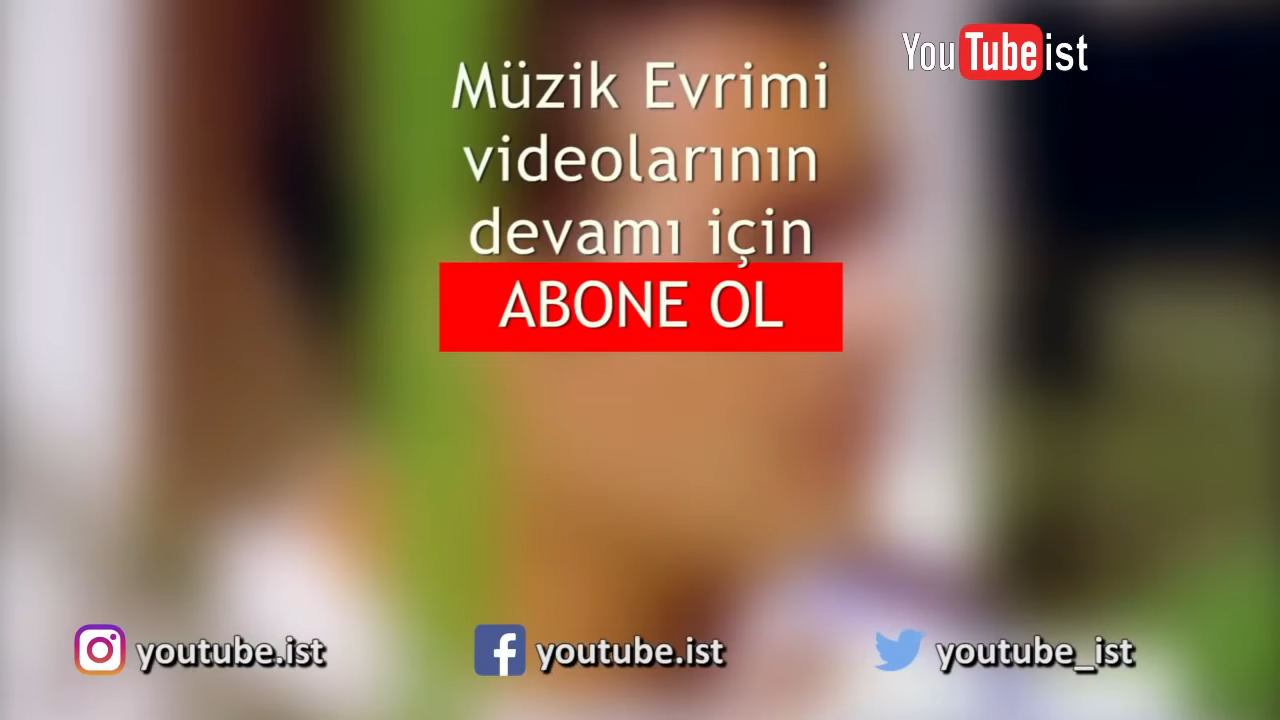 YouTubeist
Müzik Evrimi
videolarının
devamı için
ABONE OL
youtube.ist
youtube.ist
youtube_ist